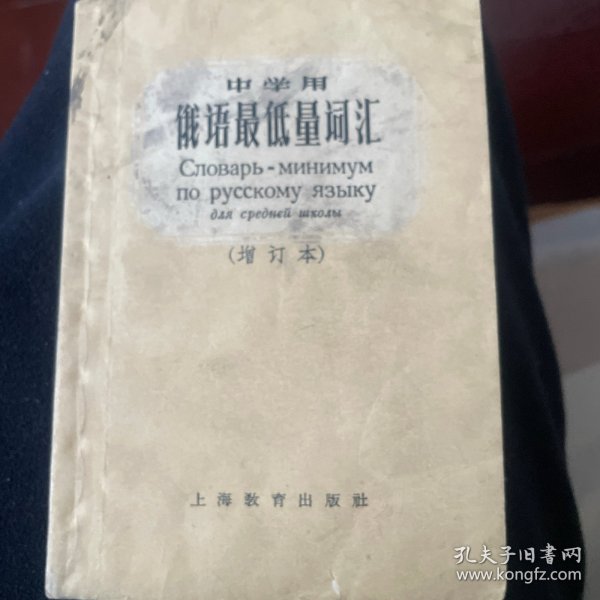 中学用
俄语最低量词汇
Словарь-минимум
по русскому языку
для средней школы
(增订本)
上海教育出版社
孔夫子旧书网
www.kongfz.com